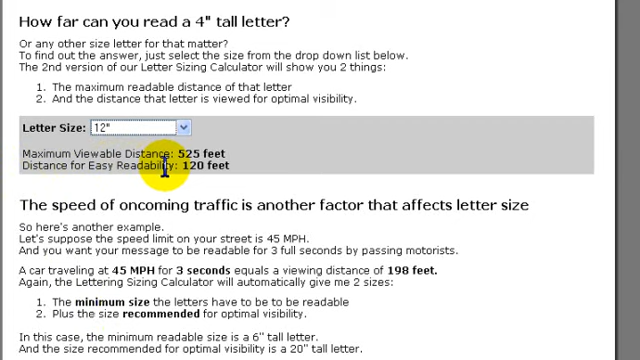 How far can you read a 4" tall letter?
Or any other size letter for that matter?
To find out the answer, just select the size from the drop down list below.
The 2nd version of our Letter Sizing Calculator will show you 2 things:
1. The maximum readable distance of that letter
2. And the distance that letter is viewed for optimal visibility.
Letter Size: 12"
Maximum Viewable Distance: 525 feet
Distance for Easy Readability: 120 feet
The speed of oncoming traffic is another factor that affects letter size
So here's another example.
Let's suppose the speed limit on your street is 45 MPH.
And you want your message to be readable for 3 full seconds by passing motorists.
A car traveling at 45 MPH for 3 seconds equals a viewing distance of 198 feet.
Again, the Lettering Sizing Calculator will automatically give me 2 sizes:
1. The minimum size the letters have to be to be readable
2. Plus the size recommended for optimal visibility.
In this case, the minimum readable size is a 6" tall letter.
And the size recommended for optimal visibility is a 20" tall letter.